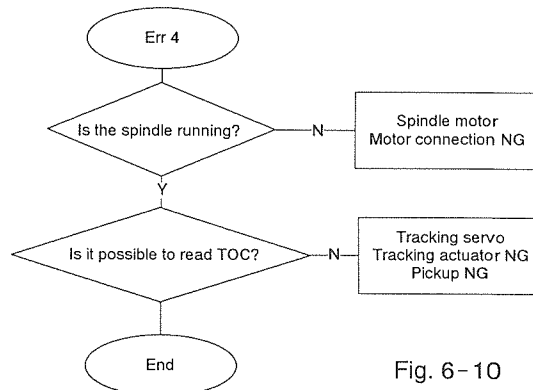 Err 4
Is the spindle running?
N
Spindle motor
Motor connection NG
Y
Is it possible to read TOC?
N
Tracking servo
Tracking actuator NG
Pickup NG
End
Fig. 6-10